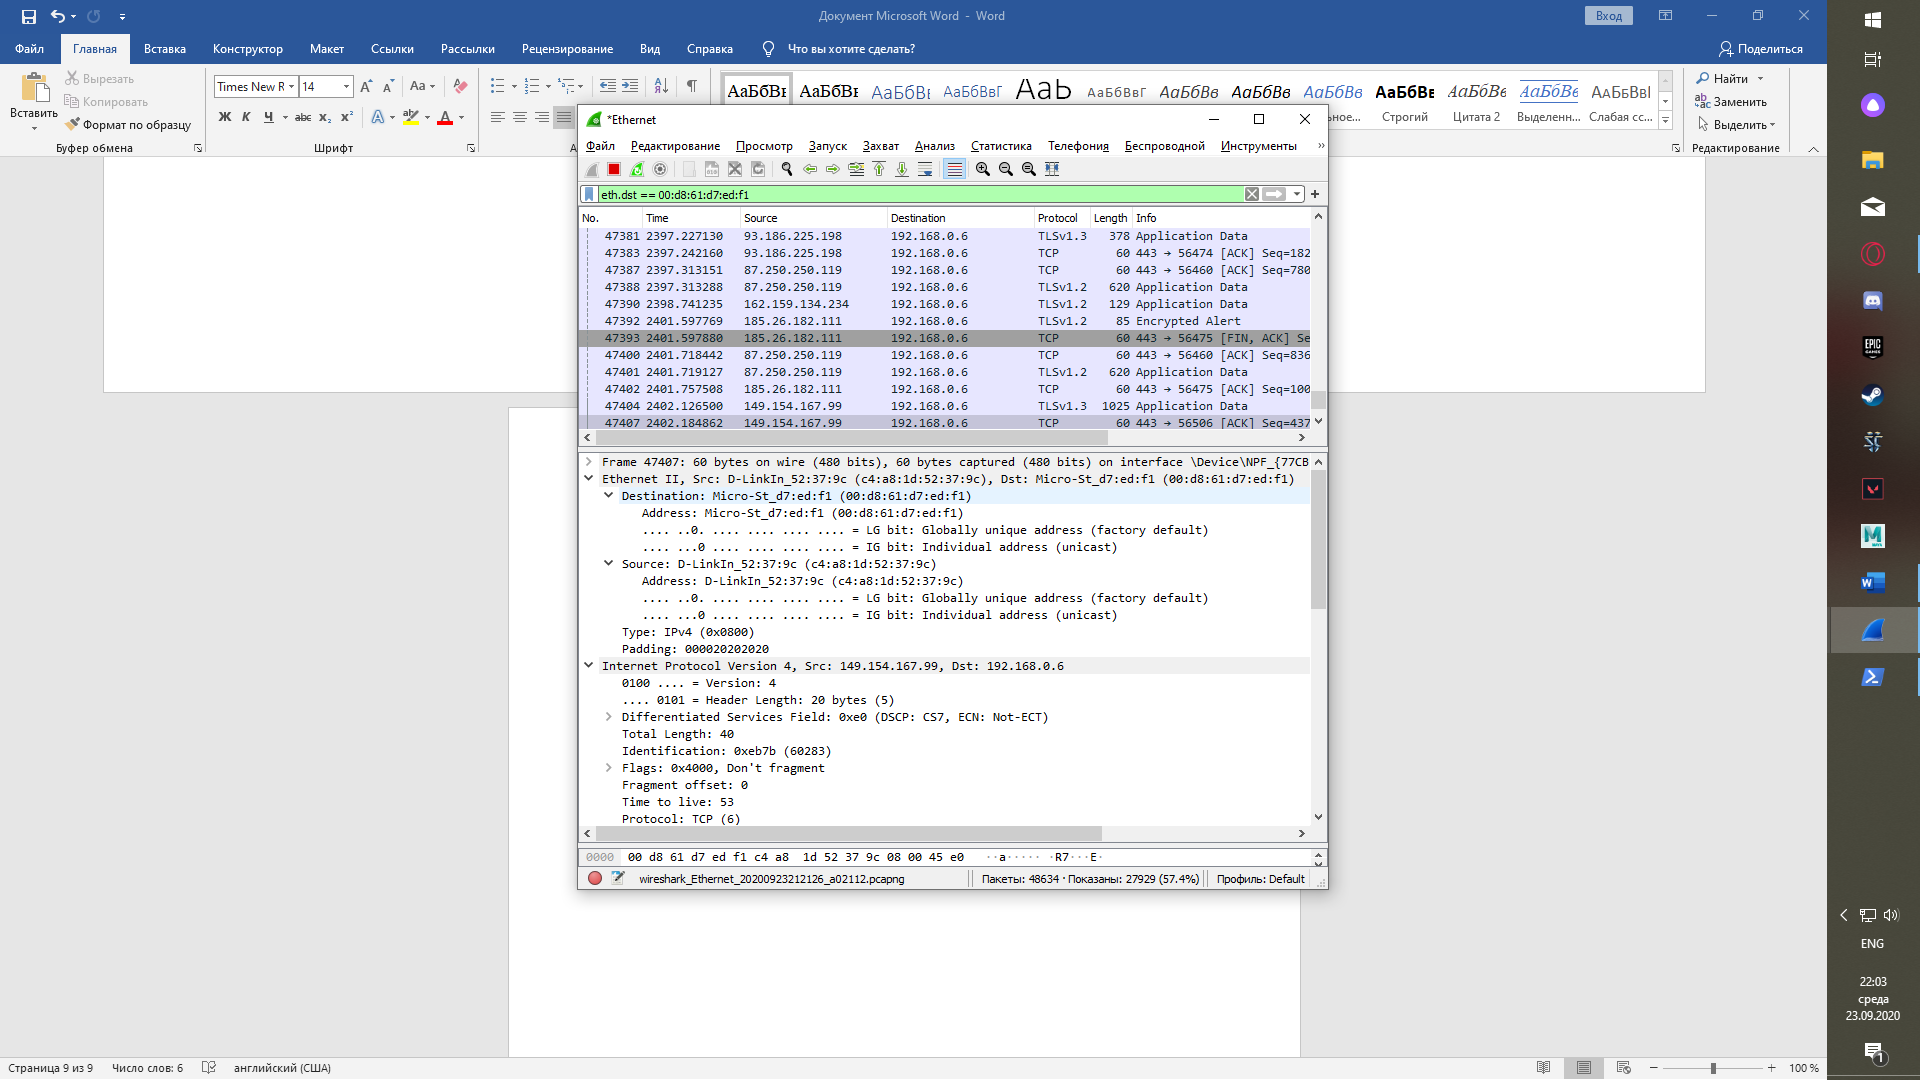 Документ Microsoft Word - Word
Вход
Файл Главная Вставка Конструктор Макет Ссылки Рассылки Рецензирование Вид Справка Что вы хотите сделать? Поделиться
Вставить
Вырезать
Копировать
Формат по образцу
Буфер обмена
Times New R 14
Ж К Ч abc x₂ x²
Шрифт
АаБбВвГ АаБбВвГ
Строгий
Цитата 2
Выделенн...
Слабая сс...
Найти
Заменить
Выделить
Редактирование
*Ethernet
Файл Редактирование Просмотр Запуск Захват Анализ Статистика Телефония Беспроводной Инструменты »
eth.dst == 00:d8:61:d7:ed:f1
No. Time Source Destination Protocol Length Info
47381 2397.227130 93.186.225.198 192.168.0.6 TLSv1.3 378 Application Data
47383 2397.242160 93.186.225.198 192.168.0.6 TCP 60 443 → 56474 [ACK] Seq=182
47387 2397.313151 87.250.250.119 192.168.0.6 TCP 60 443 → 56460 [ACK] Seq=780
47388 2397.313288 87.250.250.119 192.168.0.6 TLSv1.2 620 Application Data
47390 2398.741235 162.159.134.234 192.168.0.6 TLSv1.2 129 Application Data
47392 2401.597769 185.26.182.111 192.168.0.6 TLSv1.2 85 Encrypted Alert
47393 2401.597880 185.26.182.111 192.168.0.6 TCP 60 443 → 56475 [FIN, ACK] Se
47400 2401.718442 87.250.250.119 192.168.0.6 TCP 60 443 → 56460 [ACK] Seq=836
47401 2401.719127 87.250.250.119 192.168.0.6 TLSv1.2 620 Application Data
47402 2401.757508 185.26.182.111 192.168.0.6 TCP 60 443 → 56475 [ACK] Seq=100
47404 2402.126500 149.154.167.99 192.168.0.6 TLSv1.3 1025 Application Data
47407 2402.184862 149.154.167.99 192.168.0.6 TCP 60 443 → 56506 [ACK] Seq=437
Frame 47407: 60 bytes on wire (480 bits), 60 bytes captured (480 bits) on interface \Device\NPF_{77CB
Ethernet II, Src: D-LinkIn_52:37:9c (c4:a8:1d:52:37:9c), Dst: Micro-St_d7:ed:f1 (00:d8:61:d7:ed:f1)
Destination: Micro-St_d7:ed:f1 (00:d8:61:d7:ed:f1)
Address: Micro-St_d7:ed:f1 (00:d8:61:d7:ed:f1)
.... ..0. .... .... .... .... = LG bit: Globally unique address (factory default)
.... ...0 .... .... .... .... = IG bit: Individual address (unicast)
Source: D-LinkIn_52:37:9c (c4:a8:1d:52:37:9c)
Address: D-LinkIn_52:37:9c (c4:a8:1d:52:37:9c)
.... ..0. .... .... .... .... = LG bit: Globally unique address (factory default)
.... ...0 .... .... .... .... = IG bit: Individual address (unicast)
Type: IPv4 (0x0800)
Padding: 000020202020
Internet Protocol Version 4, Src: 149.154.167.99, Dst: 192.168.0.6
0100 .... = Version: 4
.... 0101 = Header Length: 20 bytes (5)
Differentiated Services Field: 0xe0 (DSCP: CS7, ECN: Not-ECT)
Total Length: 40
Identification: 0xeb7b (60283)
Flags: 0x4000, Don't fragment
Fragment offset: 0
Time to live: 53
Protocol: TCP (6)
0000 00 d8 61 d7 ed f1 c4 a8 1d 52 37 9c 08 00 45 e0 ··a····· ·R7···E·
wireshark_Ethernet_20200923212126_a02112.pcapng
Пакеты: 48634 · Показаны: 27929 (57.4%)
Профиль: Default
EPIC GAMES
ENG
22:03
среда
23.09.2020
1
Страница 9 из 9 Число слов: 6 английский (США)
100 %